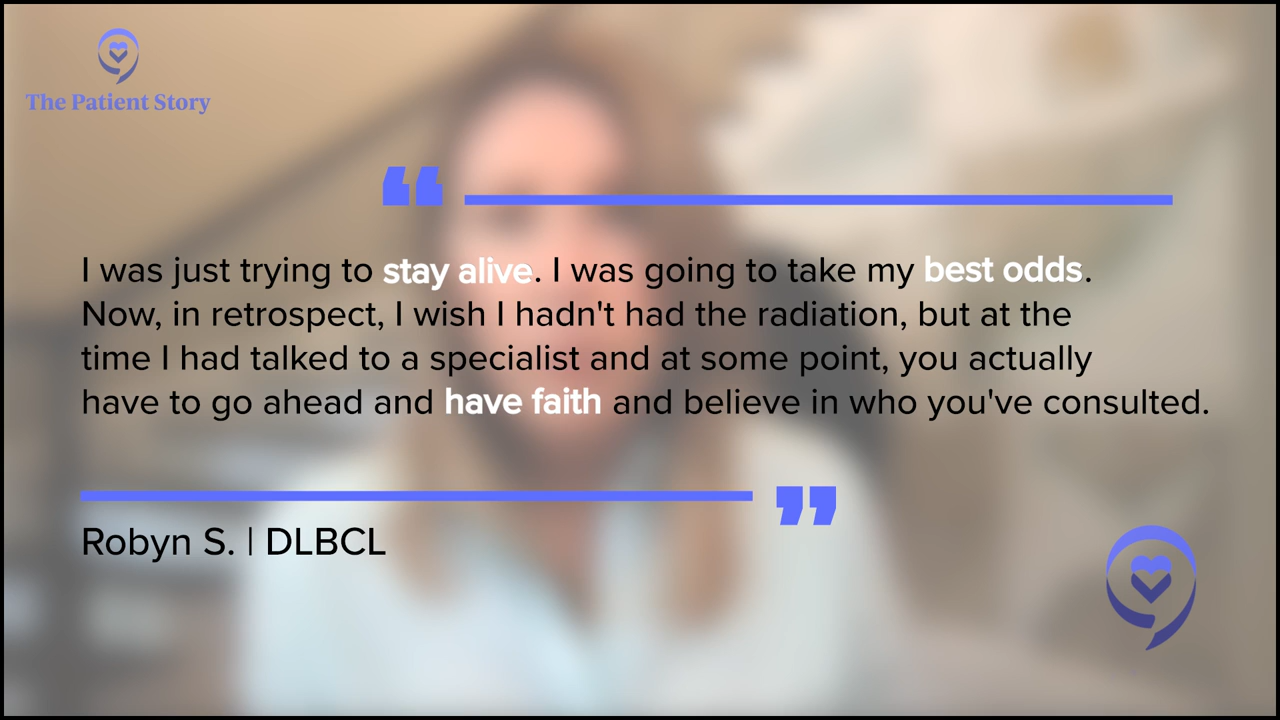 The Patient Story
I was just trying to stay alive. I was going to take my best odds.
Now, in retrospect, I wish I hadn't had the radiation, but at the
time I had talked to a specialist and at some point, you actually
have to go ahead and have faith and believe in who you've consulted.
Robyn S. | DLBCL